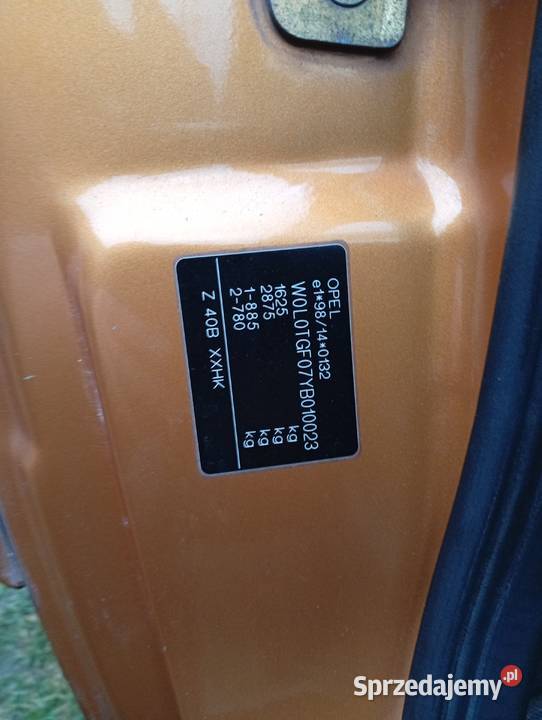 OPEL
e1*98/14*0132
W0L0TGF07YB010023
1625 kg
2875 kg
1-885 kg
2-780 kg
Z 40B XXHK
Sprzedajemy.pl